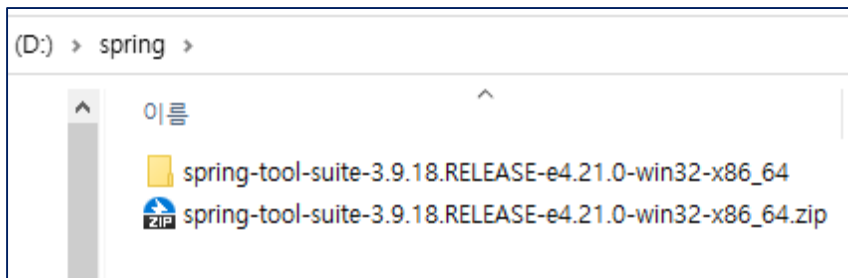 (D:) > spring >
이름
spring-tool-suite-3.9.18.RELEASE-e4.21.0-win32-x86_64
ZIP spring-tool-suite-3.9.18.RELEASE-e4.21.0-win32-x86_64.zip